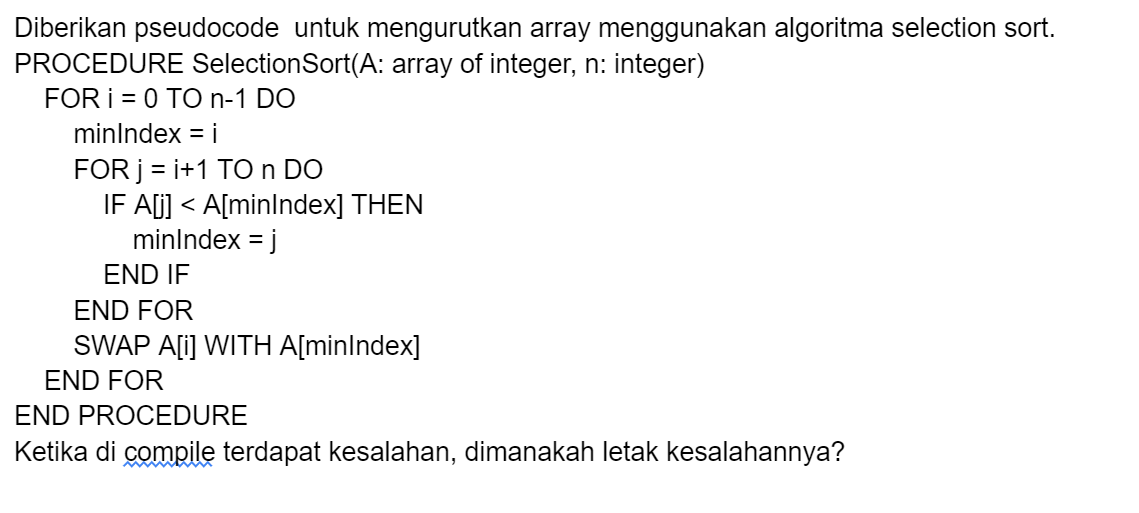 Diberikan pseudocode  untuk mengurutkan array menggunakan algoritma selection sort.
PROCEDURE SelectionSort(A: array of integer, n: integer)
FOR i = 0 TO n-1 DO
minIndex = i
FOR j = i+1 TO n DO
IF A[j] < A[minIndex] THEN
minIndex = j
END IF
END FOR
SWAP A[i] WITH A[minIndex]
END FOR
END PROCEDURE
Ketika di compile terdapat kesalahan, dimanakah letak kesalahannya?